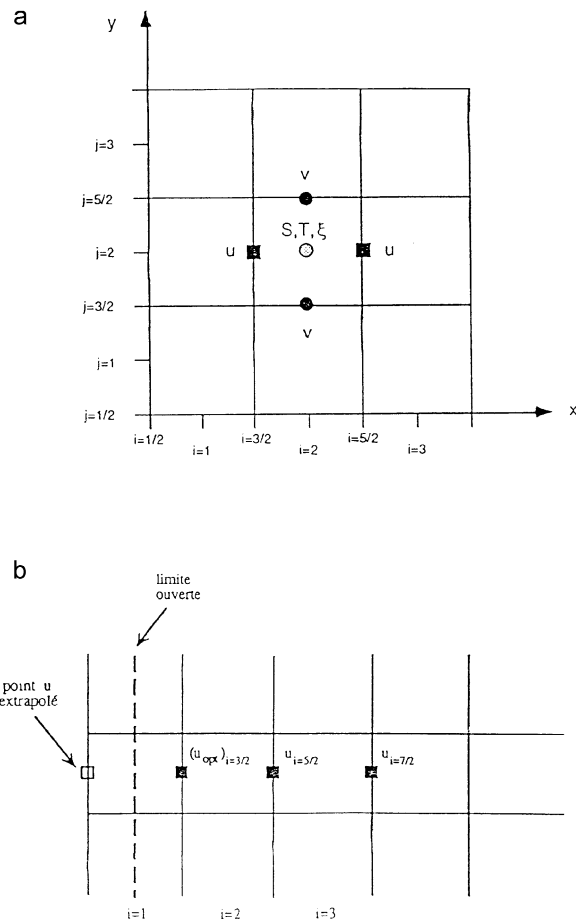 a
y
j=3
v
j=5/2
S,T,ξ
j=2
u
u
j=3/2
v
j=1
j=1/2
x
i=1/2
i=1
i=3/2
i=2
i=5/2
i=3
b
limite
ouverte
point u
extrapolé
(u_opt)_i=3/2
u_i=5/2
u_i=7/2
i=1
i=2
i=3